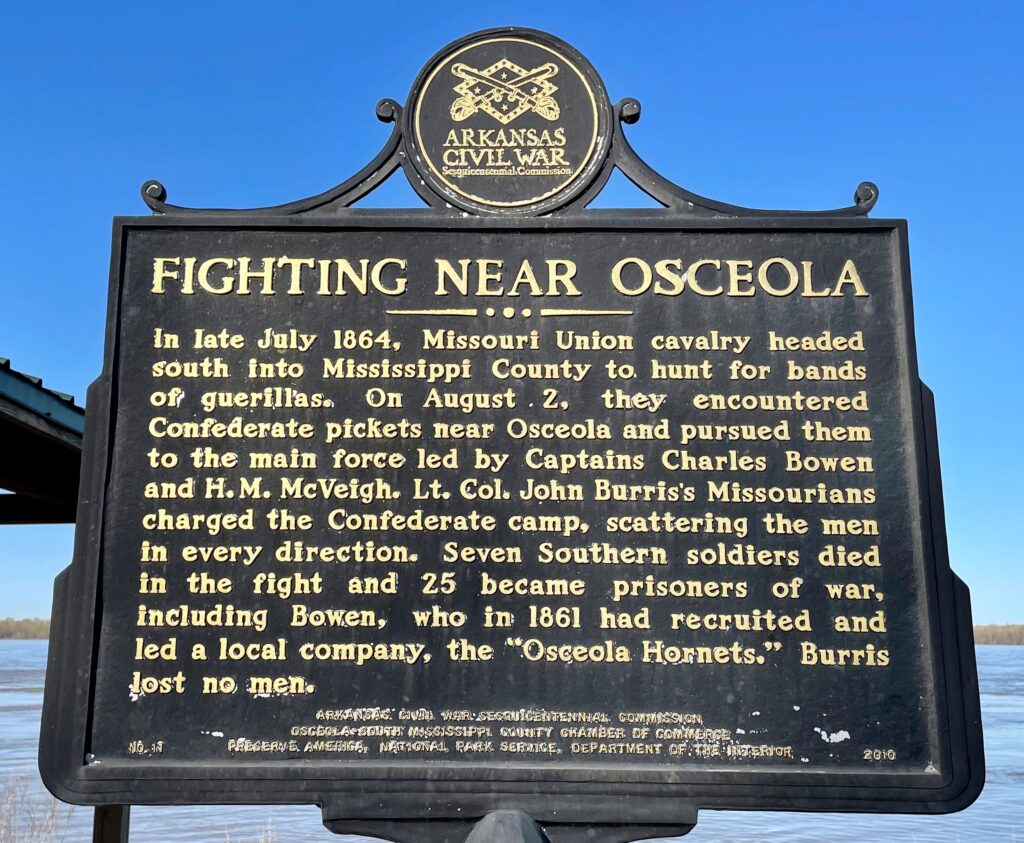 ARKANSAS
CIVIL WAR
Sesquicentennial Commission
FIGHTING NEAR OSCEOLA
In late July 1864, Missouri Union cavalry headed
south into Mississippi County to hunt for bands
of guerillas. On August 2, they encountered
Confederate pickets near Osceola and pursued them
to the main force led by Captains Charles Bowen
and H.M. McVeigh. Lt. Col. John Burris's Missourians
charged the Confederate camp, scattering the men
in every direction. Seven Southern soldiers died
in the fight and 25 became prisoners of war,
including Bowen, who in 1861 had recruited and
led a local company, the "Osceola Hornets." Burris
lost no men.
ARKANSAS CIVIL WAR SESQUICENTENNIAL COMMISSION,
OSCEOLA-SOUTH MISSISSIPPI COUNTY CHAMBER OF COMMERCE
NO. 11 PRESERVE AMERICA, NATIONAL PARK SERVICE, DEPARTMENT OF THE INTERIOR 2010